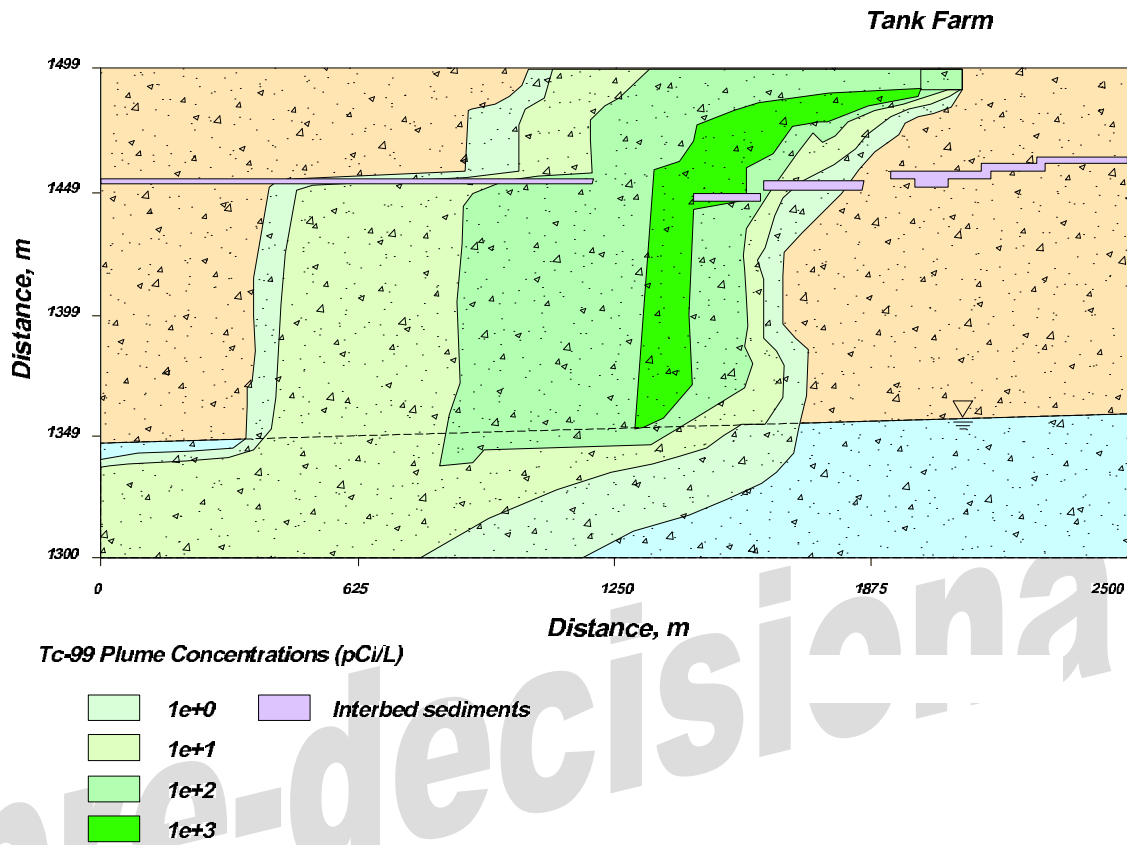 Tank Farm
1499
1449
1399
1349
1300
Distance, m
0 625 1250 1875 2500
Distance, m
Tc-99 Plume Concentrations (pCi/L)
1e+0 Interbed sediments
1e+1
1e+2
1e+3
pre-decisiona